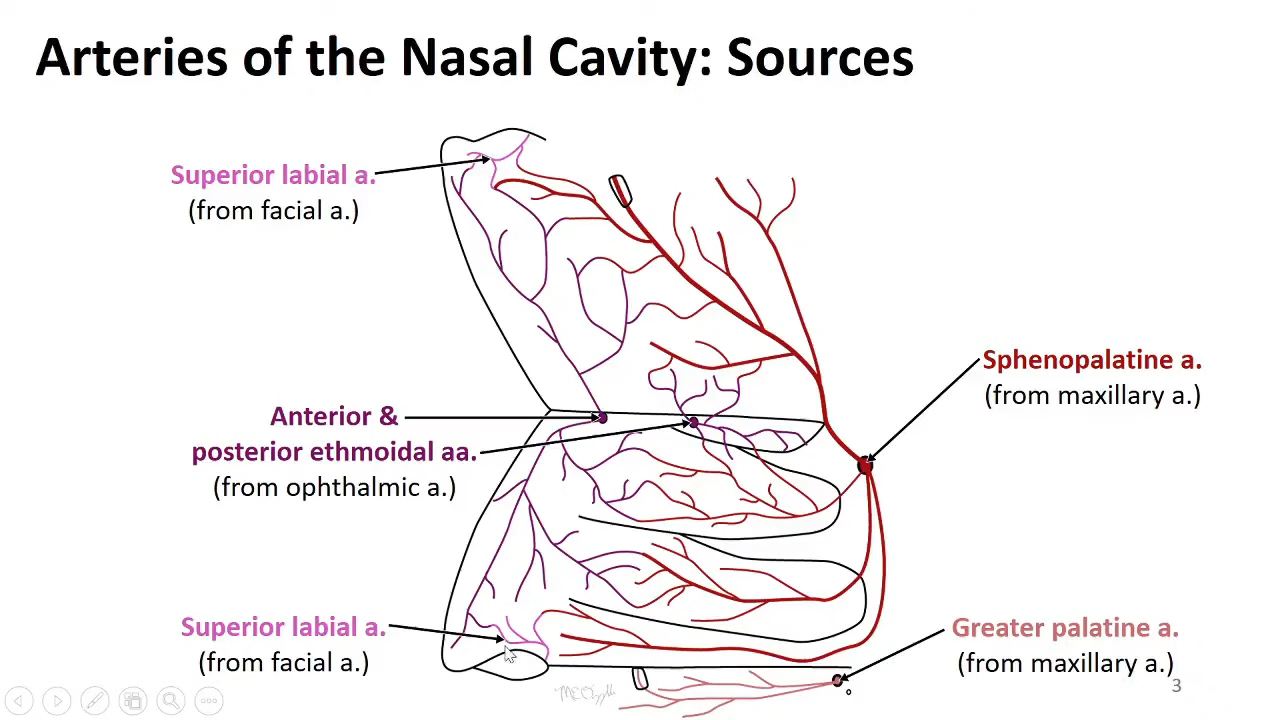 Arteries of the Nasal Cavity: Sources
Superior labial a.
(from facial a.)
Sphenopalatine a.
(from maxillary a.)
Anterior &
posterior ethmoidal aa.
(from ophthalmic a.)
Superior labial a.
(from facial a.)
Greater palatine a.
(from maxillary a.)
3